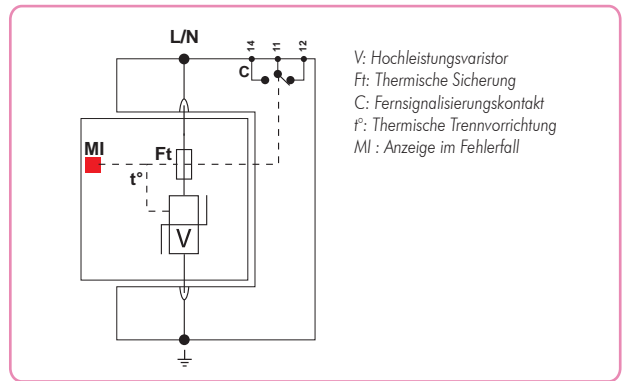 L/N
14
11
12
C
MI
Ft
t°
V
V: Hochleistungsvaristor
Ft: Thermische Sicherung
C: Fernsignalisierungskontakt
t°: Thermische Trennvorrichtung
MI : Anzeige im Fehlerfall